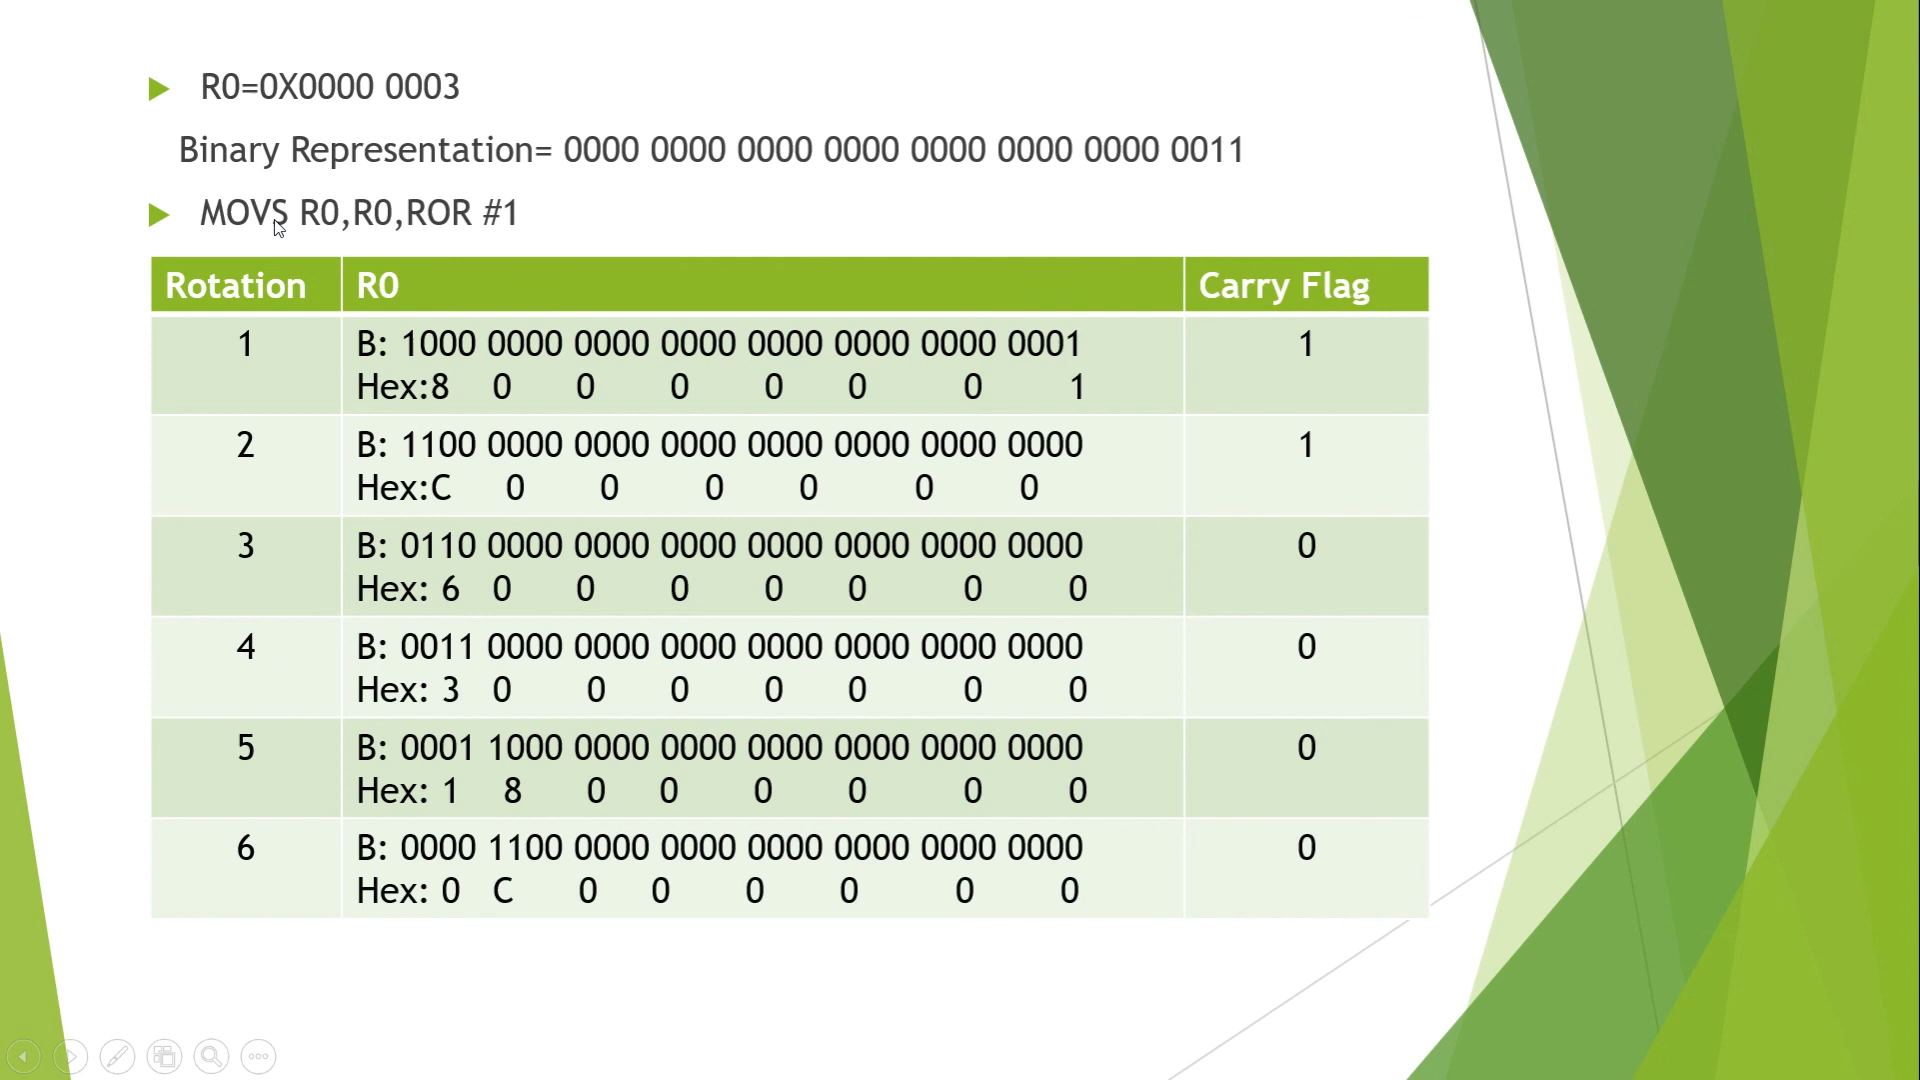 R0=0X0000 0003
Binary Representation= 0000 0000 0000 0000 0000 0000 0000 0011
MOVS R0,R0,ROR #1
Rotation R0 Carry Flag
1 B: 1000 0000 0000 0000 0000 0000 0000 0001 1
Hex:8 0 0 0 0 0 0 1
2 B: 1100 0000 0000 0000 0000 0000 0000 0000 1
Hex:C 0 0 0 0 0 0
3 B: 0110 0000 0000 0000 0000 0000 0000 0000 0
Hex: 6 0 0 0 0 0 0 0
4 B: 0011 0000 0000 0000 0000 0000 0000 0000 0
Hex: 3 0 0 0 0 0 0 0
5 B: 0001 1000 0000 0000 0000 0000 0000 0000 0
Hex: 1 8 0 0 0 0 0 0
6 B: 0000 1100 0000 0000 0000 0000 0000 0000 0
Hex: 0 C 0 0 0 0 0 0